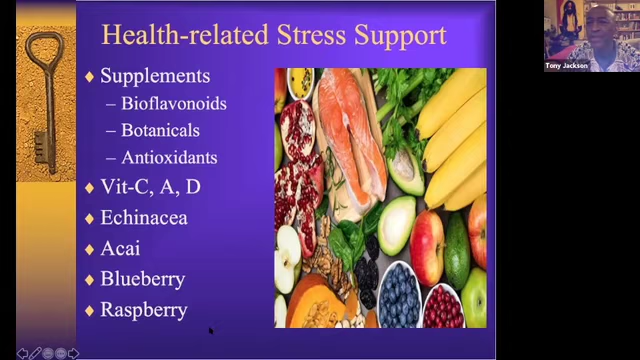 Health-related Stress Support
♦ Supplements
– Bioflavonoids
– Botanicals
– Antioxidants
♦ Vit-C, A, D
♦ Echinacea
♦ Acai
♦ Blueberry
♦ Raspberry
Tony Jackson